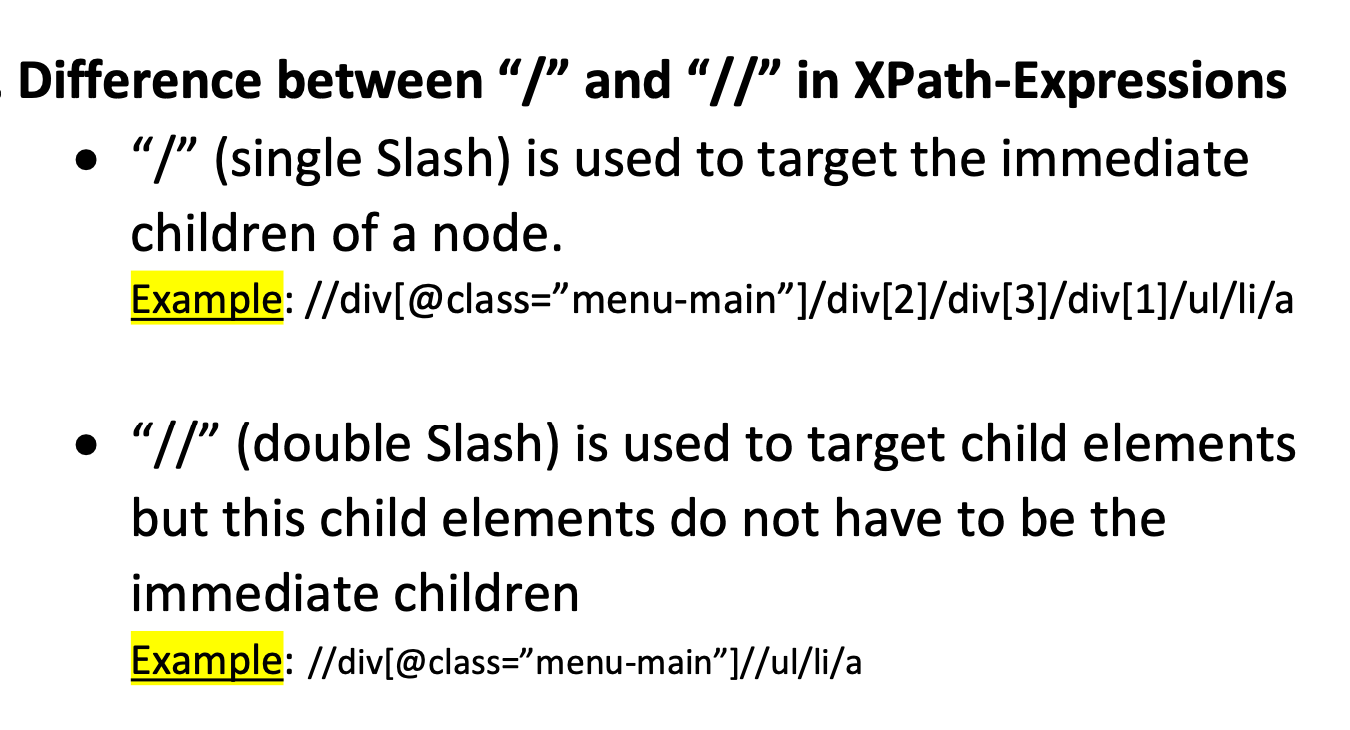 . Difference between “/” and “//” in XPath-Expressions
• “/” (single Slash) is used to target the immediate
children of a node.
Example: //div[@class=”menu-main”]/div[2]/div[3]/div[1]/ul/li/a
• “//” (double Slash) is used to target child elements
but this child elements do not have to be the
immediate children
Example: //div[@class=”menu-main”]//ul/li/a